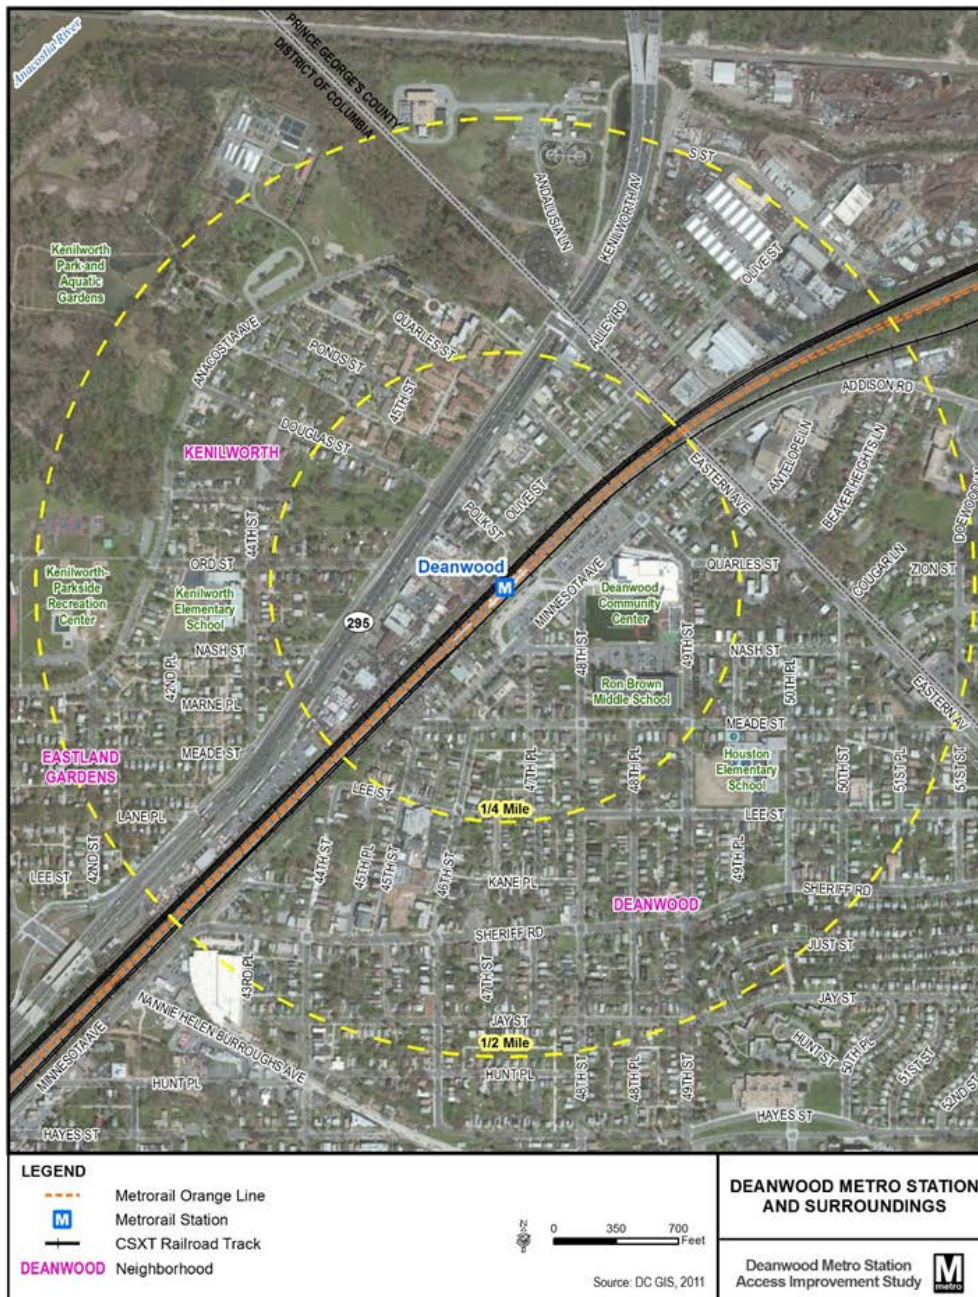 Anacostia River
PRINCE GEORGE'S COUNTY
DISTRICT OF COLUMBIA
S ST
ANDALUSIA LN
KENILWORTH AV
OLIVE ST
Kenilworth
Park and
Aquatic
Gardens
ALLEY RD
QUARLES ST
ANACOSTIA AVE
PONDS ST
45TH ST
ADDISON RD
DOUGLAS ST
KENILWORTH
ANTELOPE LN
BEAVER HEIGHTS LN
EASTERN AVE
OLIVE ST
POLK ST
44TH ST
ORD ST
Deanwood
M
MINNESOTA AVE
QUARLES ST
COUGAR LN
ZION ST
Kenilworth-
Parkside
Recreation
Center
Kenilworth
Elementary
School
Deanwood
Community
Center
295
NASH ST
42ND PL
48TH ST
49TH ST
NASH ST
50TH PL
MARNE PL
Ron Brown
Middle School
EASTERN AV
MEADE ST
MEADE ST
EASTLAND
GARDENS
Houston
Elementary
School
47TH PL
48TH PL
50TH ST
51ST PL
51ST ST
LEE ST
1/4 Mile
LEE ST
LANE PL
42ND ST
LEE ST
44TH ST
45TH PL
45TH ST
46TH ST
49TH PL
KANE PL
SHERIFF RD
DEANWOOD
SHERIFF RD
JUST ST
43RD PL
47TH ST
JAY ST
NANNIE HELEN BURROUGHS AVE
JAY ST
1/2 Mile
MINNESOTA AVE
HUNT PL
HUNT PL
48TH ST
48TH PL
49TH ST
HUNT ST
50TH PL
51ST ST
52ND ST
HAYES ST
HAYES ST
LEGEND
Metrorail Orange Line
M Metrorail Station
CSXT Railroad Track
DEANWOOD Neighborhood
N
0 350 700
Feet
Source: DC GIS, 2011
DEANWOOD METRO STATION
AND SURROUNDINGS
Deanwood Metro Station
Access Improvement Study
M
metro